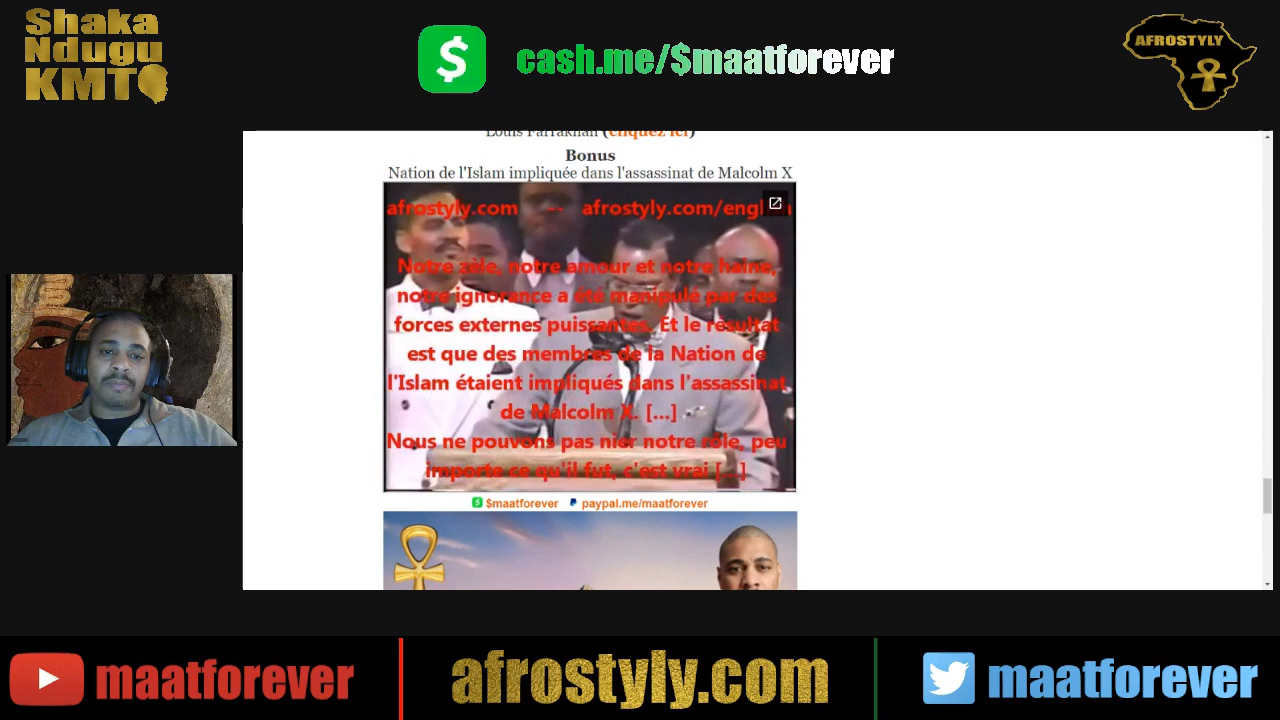 Shaka
Ndugu
KMT
$
cash.me/$maatforever
AFROSTYLY
Louis Farrakhan (cliquez ici)
Bonus
Nation de l'Islam impliquée dans l'assassinat de Malcolm X
afrostyly.com -- afrostyly.com/english
Notre zèle, notre amour et notre haine,
notre ignorance a été manipulé par des
forces externes puissantes. Et le résultat
est que des membres de la Nation de
l'Islam étaient impliqués dans l'assassinat
de Malcolm X. [...]
Nous ne pouvons pas nier notre rôle, peu
importe ce qu'il fut, c'est vrai [...]
$maatforever paypal.me/maatforever
maatforever
afrostyly.com
maatforever